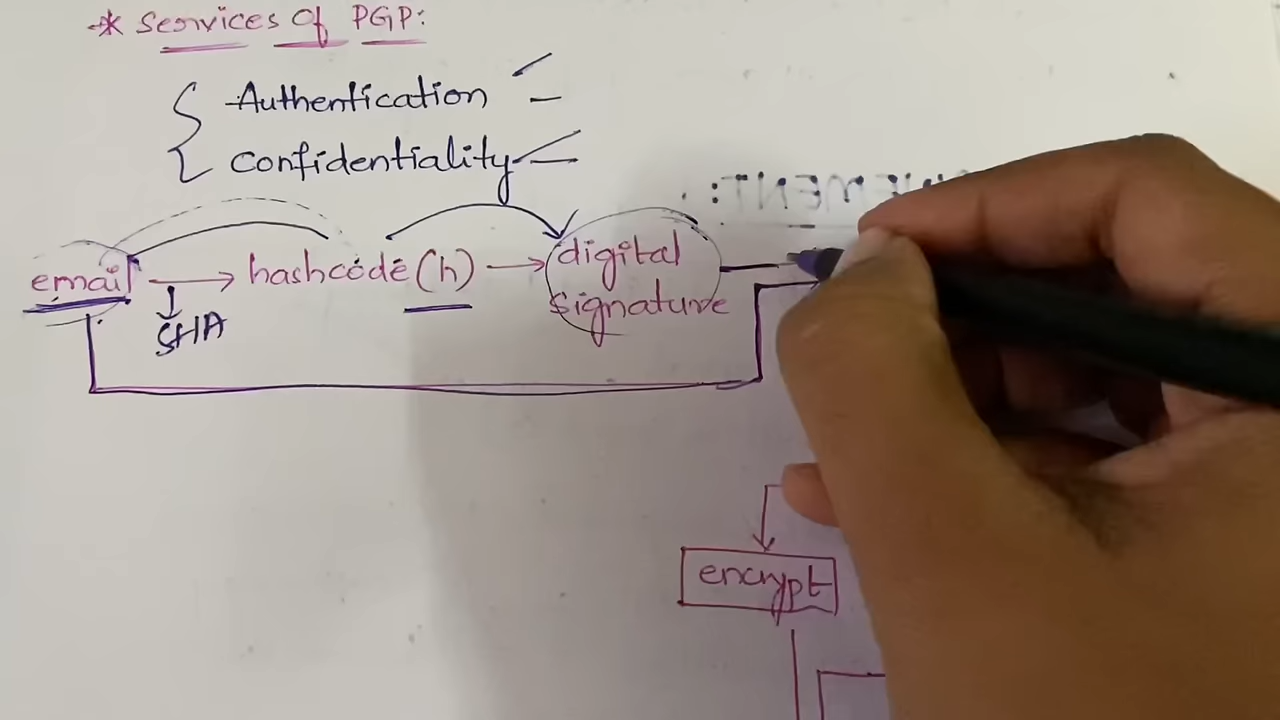 * Services of PGP:
- Authentication
Confidentiality
email → hashcode (h) → digital signature
SHA
encrypt